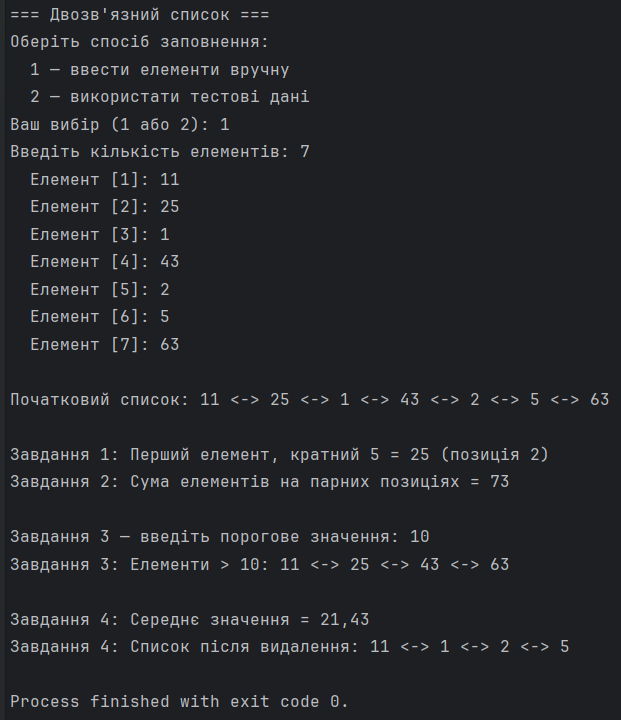 === Двозв'язний список ===
Оберіть спосіб заповнення:
1 — ввести елементи вручну
2 — використати тестові дані
Ваш вибір (1 або 2): 1
Введіть кількість елементів: 7
Елемент [1]: 11
Елемент [2]: 25
Елемент [3]: 1
Елемент [4]: 43
Елемент [5]: 2
Елемент [6]: 5
Елемент [7]: 63
Початковий список: 11 <-> 25 <-> 1 <-> 43 <-> 2 <-> 5 <-> 63
Завдання 1: Перший елемент, кратний 5 = 25 (позиція 2)
Завдання 2: Сума елементів на парних позиціях = 73
Завдання 3 — введіть порогове значення: 10
Завдання 3: Елементи > 10: 11 <-> 25 <-> 43 <-> 63
Завдання 4: Середнє значення = 21,43
Завдання 4: Список після видалення: 11 <-> 1 <-> 2 <-> 5
Process finished with exit code 0.